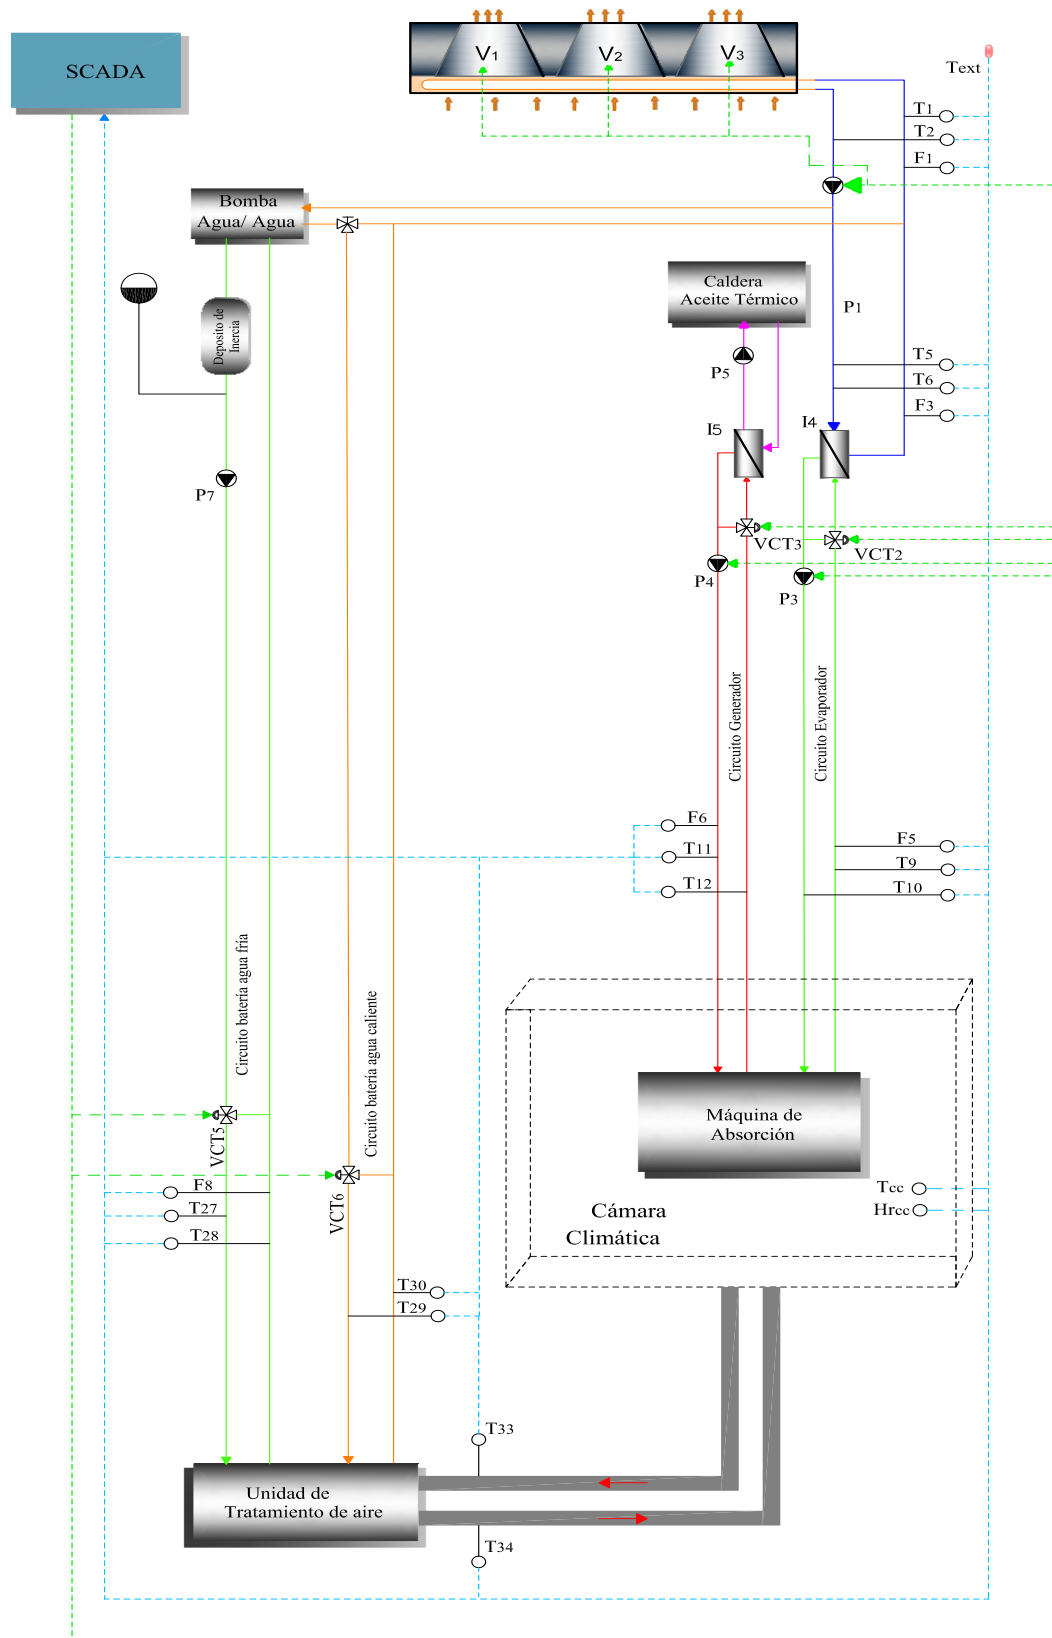 SCADA
V1
V2
V3
Text
T1
T2
F1
Bomba
Agua/ Agua
Caldera
Aceite Térmico
Deposito de
Inercia
P1
P5
T5
T6
F3
I5
I4
P7
VCT3
VCT2
P4
P3
Circuito Generador
Circuito Evaporador
F6
T11
T12
F5
T9
T10
Circuito batería agua fría
Circuito batería agua caliente
Máquina de
Absorción
VCT5
VCT6
F8
T27
T28
Tcc
Hrcc
Cámara
Climática
T30
T29
T33
Unidad de
Tratamiento de aire
T34